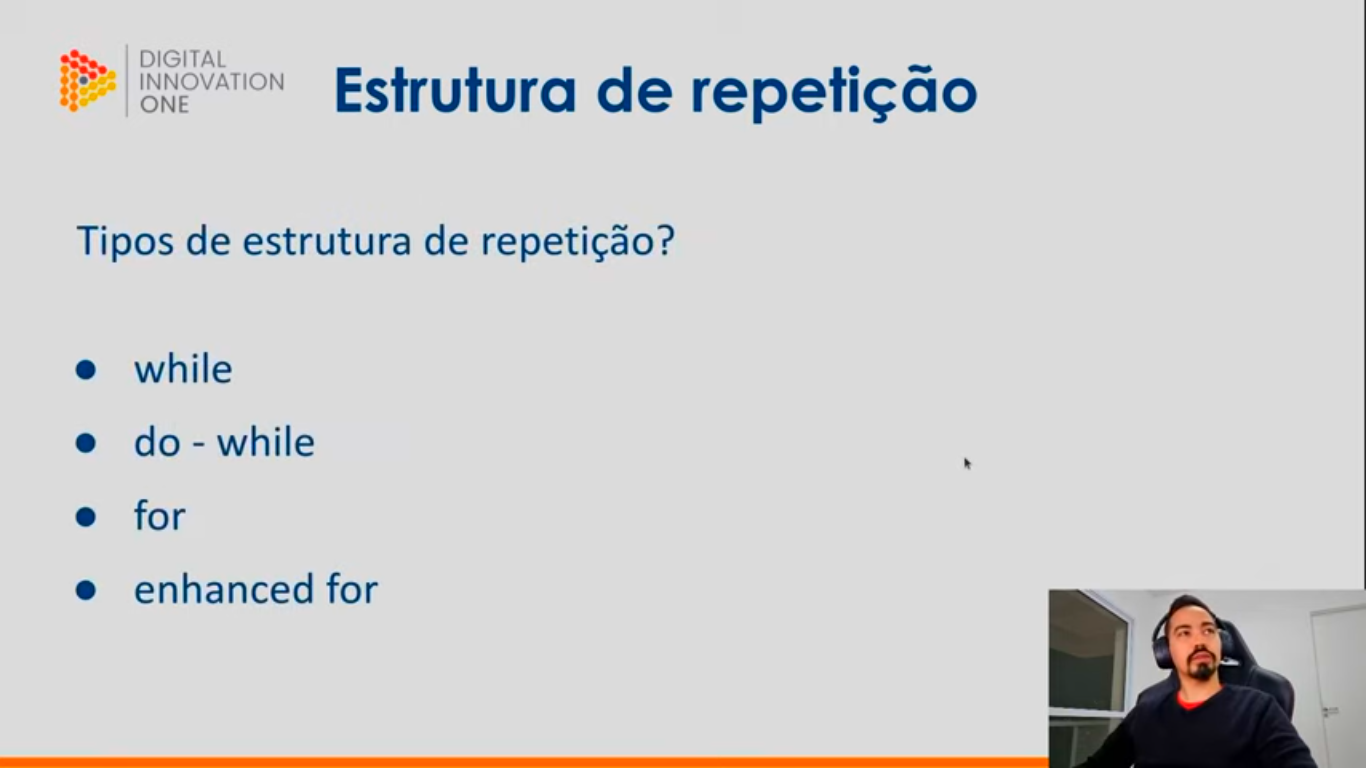 DIGITAL
INNOVATION
ONE
Estrutura de repetição
Tipos de estrutura de repetição?
● while
● do - while
● for
● enhanced for